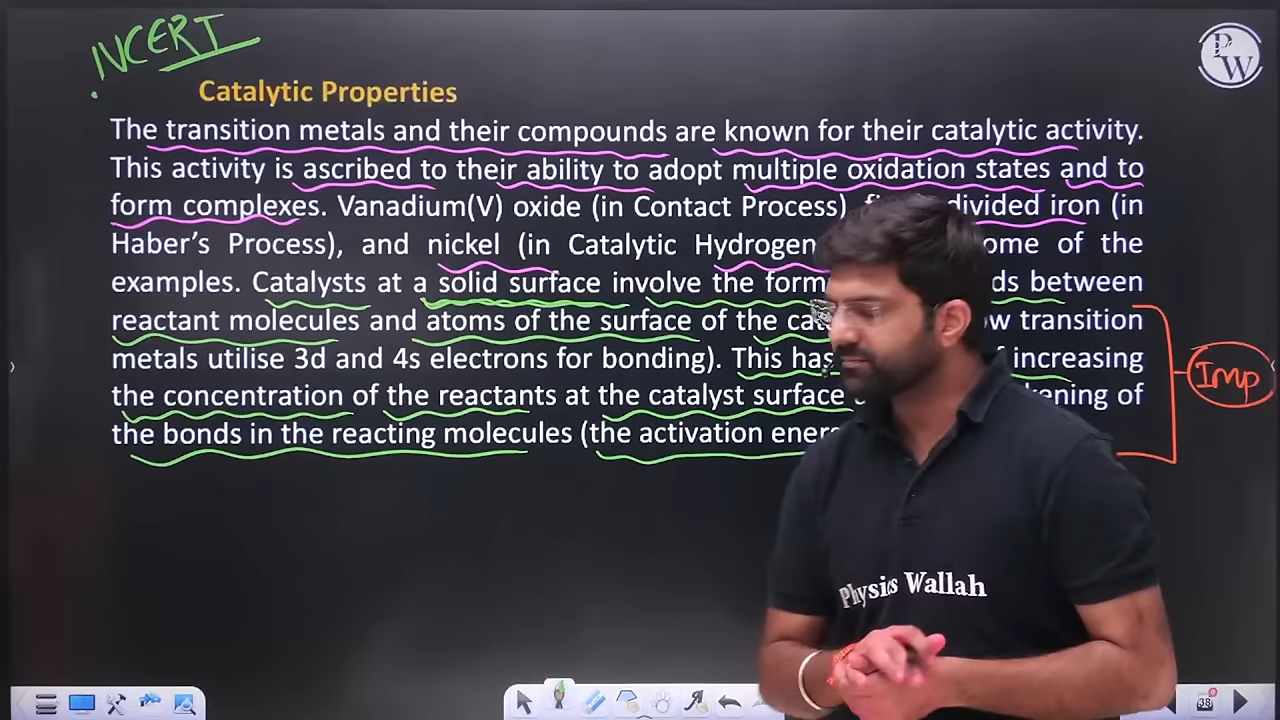 NCERT
PW
Catalytic Properties
The transition metals and their compounds are known for their catalytic activity.
This activity is ascribed to their ability to adopt multiple oxidation states and to
form complexes. Vanadium(V) oxide (in Contact Process), divided iron (in
Haber's Process), and nickel (in Catalytic Hydrogen of the
examples. Catalysts at a solid surface involve the form between
reactant molecules and atoms of the surface of the transition
metals utilise 3d and 4s electrons for bonding). This has increasing
the concentration of the reactants at the catalyst surface of
the bonds in the reacting molecules (the activation
Imp
Physics Wallah
38